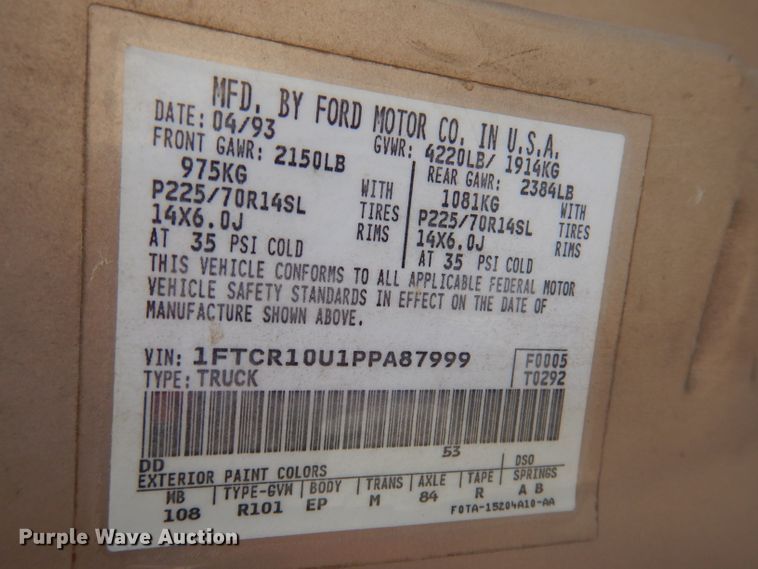 MFD. BY FORD MOTOR CO. IN U.S.A.
DATE: 04/93 GVWR: 4220LB/ 1914KG
FRONT GAWR: 2150LB REAR GAWR: 2384LB
975KG WITH 1081KG WITH
P225/70R14SL TIRES P225/70R14SL TIRES
14X6.0J RIMS 14X6.0J RIMS
AT 35 PSI COLD AT 35 PSI COLD
THIS VEHICLE CONFORMS TO ALL APPLICABLE FEDERAL MOTOR
VEHICLE SAFETY STANDARDS IN EFFECT ON THE DATE OF
MANUFACTURE SHOWN ABOVE.
VIN: 1FTCR10U1PPA87999 F0005
TYPE: TRUCK T0292
53
DD
EXTERIOR PAINT COLORS DSO
WB TYPE-GVW BODY TRANS AXLE TAPE SPRINGS
108 R101 EP M 84 R A B
F0TA-15204A10-AA
Purple Wave Auction